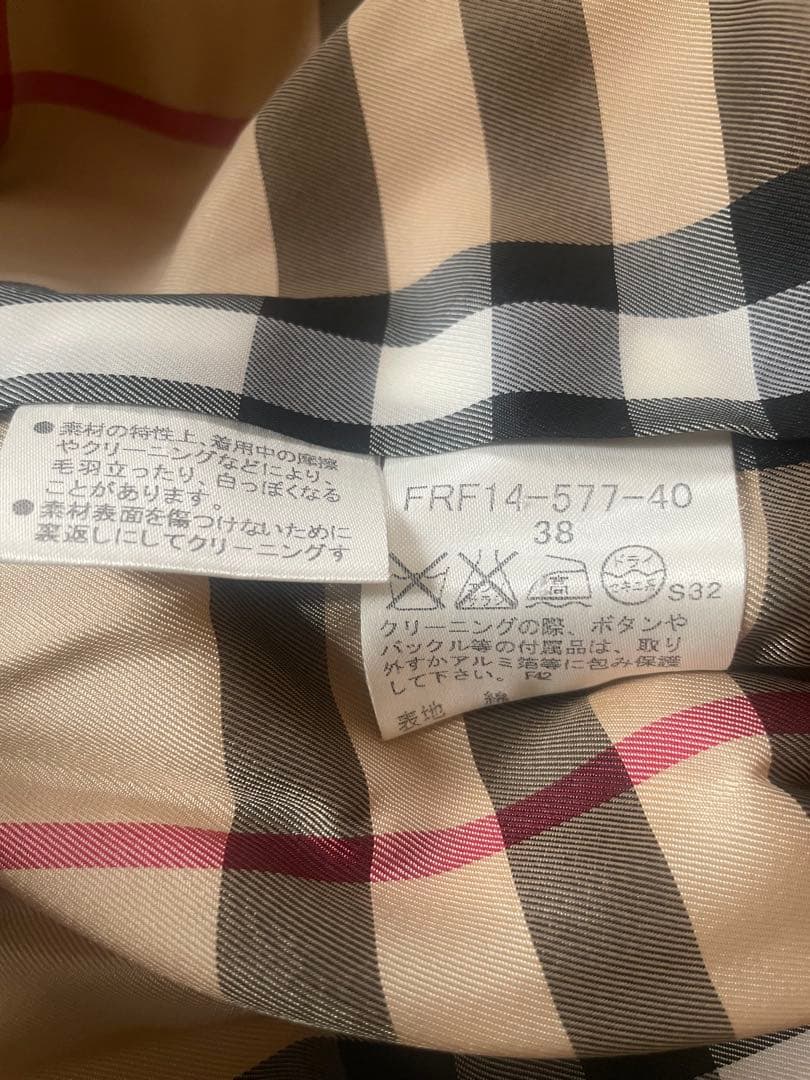 ● 素材の特性上、着用中の摩擦
やクリーニングなどにより、
毛羽立ったり、白っぽくなる
ことがあります。
● 素材表面を傷つけないために
裏返しにしてクリーニングす
FRF14-577-40
38
ドライ
S32
クリーニングの際、ボタンや
バックル等の付属品は、取り
外すかアルミ箔等に包み保護
して下さい。 F42
表地 綿